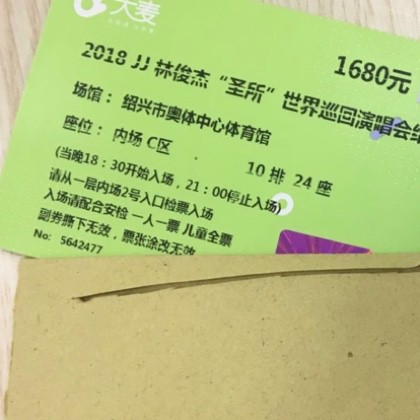 大麦
1680元
2018 JJ 林俊杰“圣所”世界巡回演唱会
场馆：绍兴市奥体中心体育馆
座位：内场 C区 10 排 24 座
(当晚18：30开始入场，21：00停止入场)
请从一层内场2号入口检票入场
入场请配合安检 一人一票 儿童全票
副券撕下无效，票张涂改无效
No: 5642477